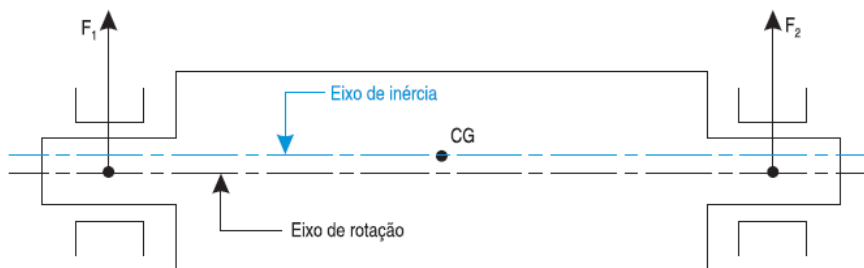 F₁
F₂
Eixo de inércia
CG
Eixo de rotação